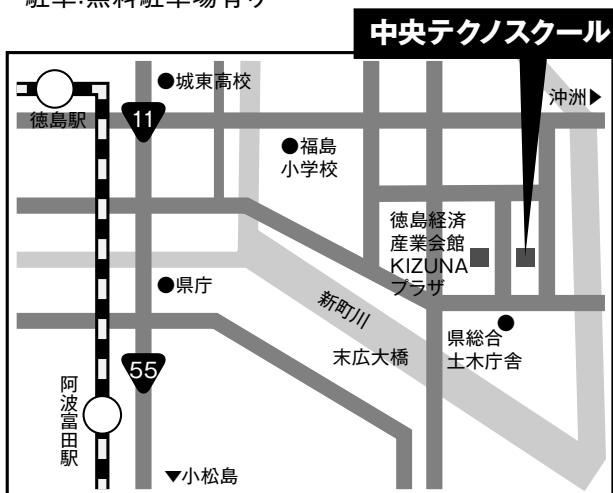 駐車:無料駐車場有り
中央テクノスクール
●城東高校
沖洲▶
徳島駅
11
●福島
小学校
徳島経済
産業会館
KIZUNA
プラザ
●県庁
新町川
県総合
土木庁舎
末広大橋
55
阿波富田駅
▼小松島